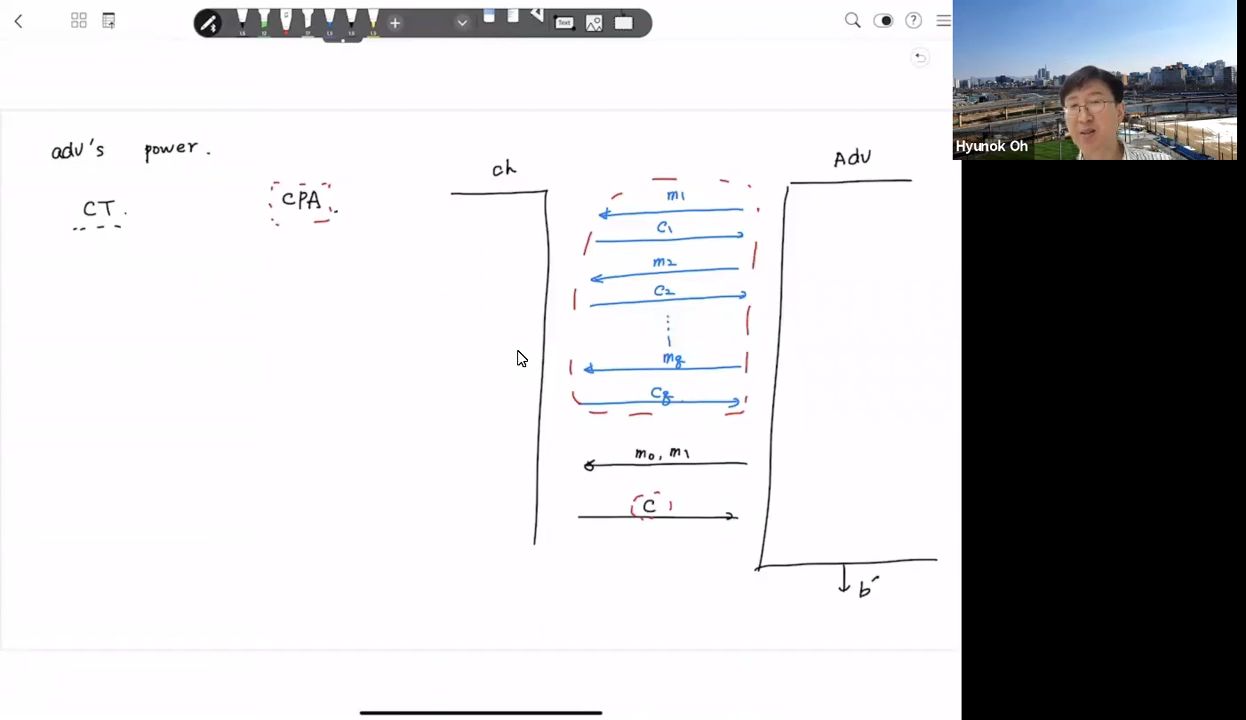 Text
Hyunok Oh
adv's power.
CT.
CPA.
ch
Adv
m1
C1
m2
C2
mq
Cq
m0, m1
C
b'